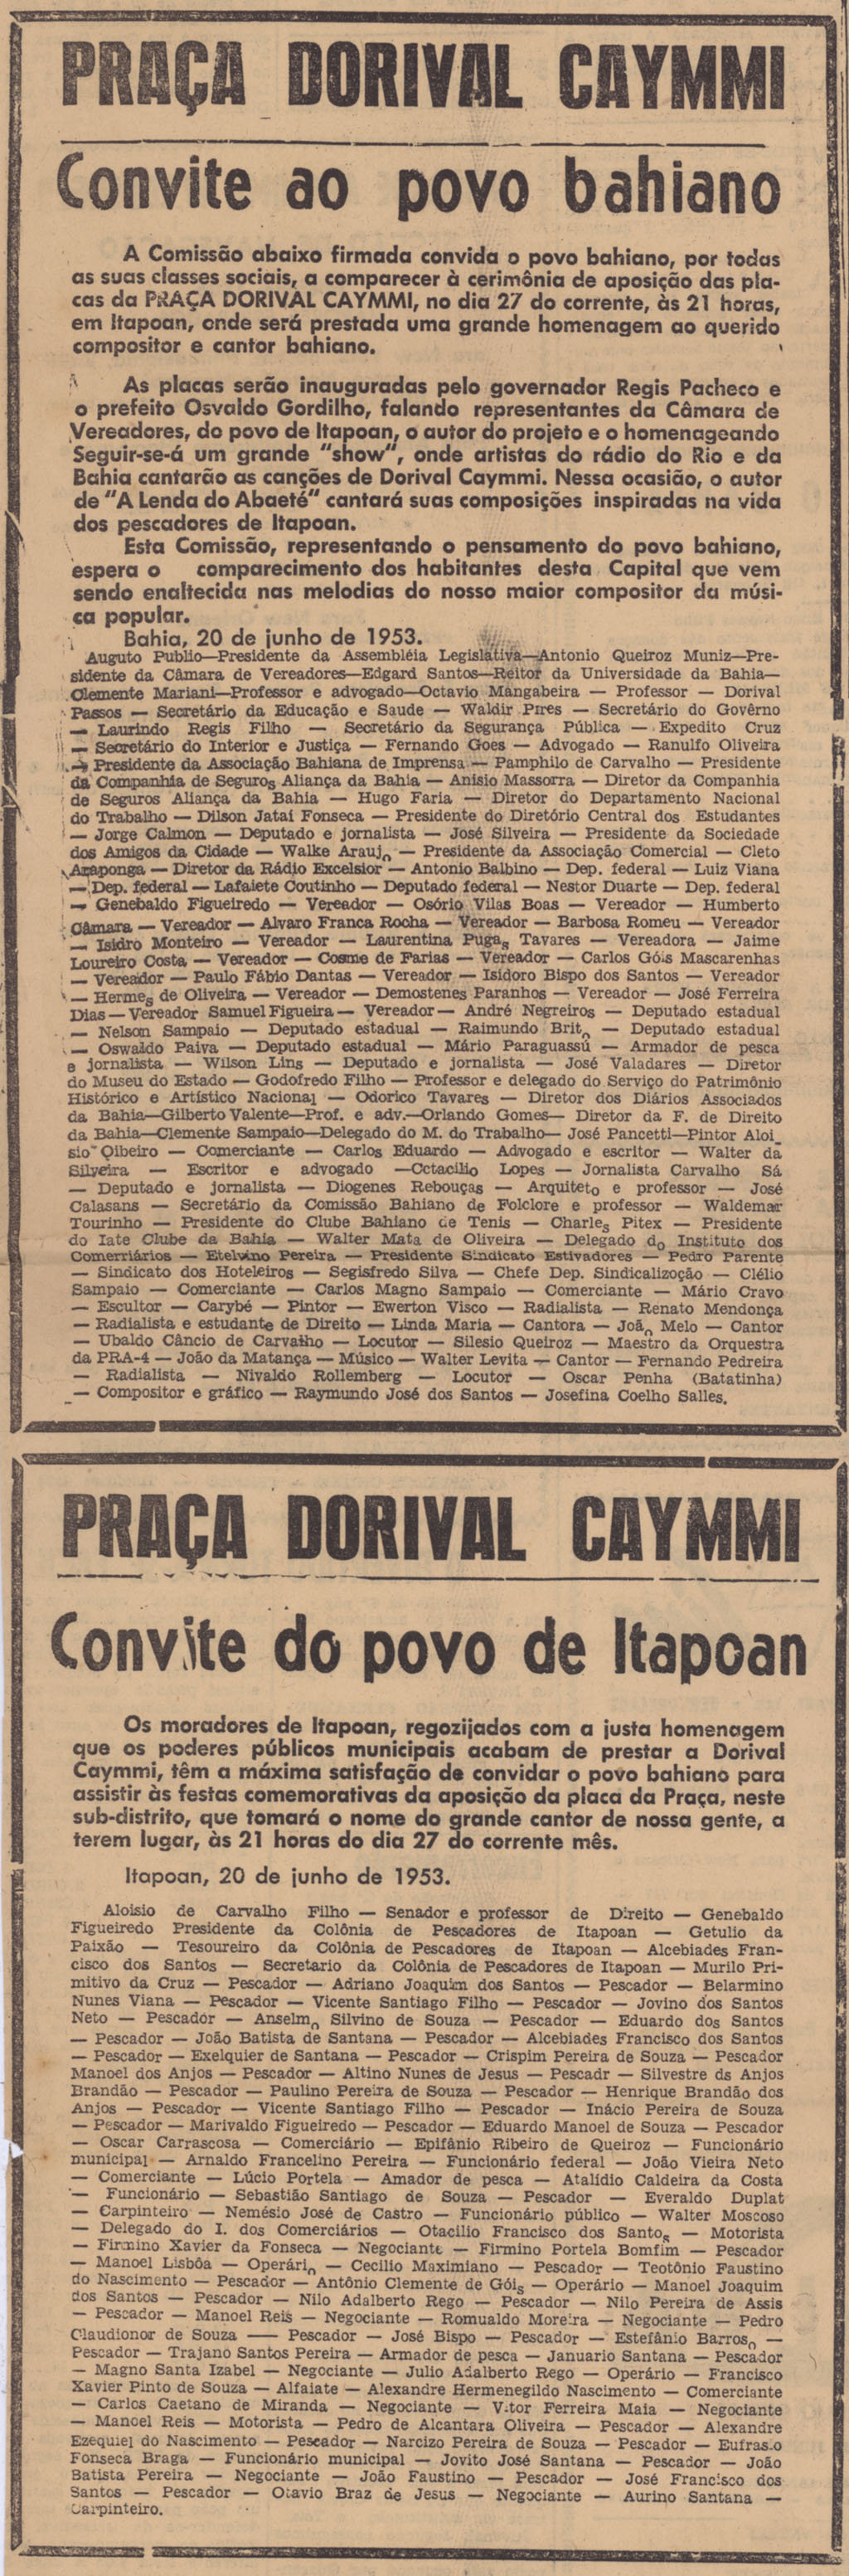 PRAÇA DORIVAL CAYMMI
Convite ao povo bahiano
A Comissão abaixo firmada convida o povo bahiano, por todas
as suas classes sociais, a comparecer à cerimônia de aposição das pla-
cas da PRAÇA DORIVAL CAYMMI, no dia 27 do corrente, às 21 horas,
em Itapoan, onde será prestada uma grande homenagem ao querido
compositor e cantor bahiano.
As placas serão inauguradas pelo governador Regis Pacheco e
o prefeito Osvaldo Gordilho, falando representantes da Câmara de
Vereadores, do povo de Itapoan, o autor do projeto e o homenageando
Seguir-se-á um grande "show", onde artistas do rádio do Rio e da
Bahia cantarão as canções de Dorival Caymmi. Nessa ocasião, o autor
de "A Lenda do Abaeté" cantará suas composições inspiradas na vida
dos pescadores de Itapoan.
Esta Comissão, representando o pensamento do povo bahiano,
espera o comparecimento dos habitantes desta Capital que vem
sendo enaltecida nas melodias do nosso maior compositor da músi-
ca popular.
Bahia, 20 de junho de 1953.
Auguto Publio—Presidente da Assembléia Legislativa—Antonio Queiroz Muniz—Pre-
sidente da Câmara de Vereadores—Edgard Santos—Reitor da Universidade da Bahia—
Clemente Mariani—Professor e advogado—Octavio Mangabeira — Professor — Dorival
Passos — Secretário da Educação e Saude — Waldir Pires — Secretário do Govêrno
— Laurindo Regis Filho — Secretário da Segurança Pública — Expedito Cruz
— Secretário do Interior e Justiça — Fernando Goes — Advogado — Ranulfo Oliveira
— Presidente da Associação Bahiana de Imprensa — Pamphilo de Carvalho — Presidente
da Companhia de Seguros Aliança da Bahia — Anisio Massorra — Diretor da Companhia
de Seguros Aliança da Bahia — Hugo Faria — Diretor do Departamento Nacional
do Trabalho — Dilson Jatai Fonseca — Presidente do Diretório Central dos Estudantes
— Jorge Calmon — Deputado e jornalista — José Silveira — Presidente da Sociedade
dos Amigos da Cidade — Walke Araujo — Presidente da Associação Comercial — Cleto
Araponga — Diretor da Rádio Excelsior — Antonio Balbino — Dep. federal — Luiz Viana
— Dep. federal — Lafaiete Coutinho — Deputado federal — Nestor Duarte — Dep. federal
— Genebaldo Figueiredo — Vereador — Osório Vilas Boas — Vereador — Humberto
Câmara — Vereador — Alvaro Franca Rocha — Vereador — Barbosa Romeu — Vereador
— Isidro Monteiro — Vereador — Laurentina Pugas Tavares — Vereadora — Jaime
Loureiro Costa — Vereador — Cosme de Farias — Vereador — Carlos Góis Mascarenhas
— Vereador — Paulo Fábio Dantas — Vereador — Isidoro Bispo dos Santos — Vereador
— Hermes de Oliveira — Vereador — Demostenes Paranhos — Vereador — José Ferreira
Dias — Vereador Samuel Figueira — Vereador — André Negreiros — Deputado estadual
— Nelson Sampaio — Deputado estadual — Raimundo Brito — Deputado estadual
— Oswaldo Paiva — Deputado estadual — Mário Paraguassú — Armador de pesca
e jornalista — Wilson Lins — Deputado e jornalista — José Valadares — Diretor
do Museu do Estado — Godofredo Filho — Professor e delegado do Serviço do Patrimônio
Histórico e Artístico Nacional — Odorico Tavares — Diretor dos Diários Associados
da Bahia—Gilberto Valente—Prof. e adv.—Orlando Gomes— Diretor da F. de Direito
da Bahia—Clemente Sampaio—Delegado do M. do Trabalho— José Pancetti—Pintor Aloi_
sio Qibeiro — Comerciante — Carlos Eduardo — Advogado e escritor — Walter da
Silveira — Escritor e advogado —Octacilio Lopes — Jornalista Carvalho Sá
— Deputado e jornalista — Diogenes Rebouças — Arquiteto e professor — José
Calasans — Secretário da Comissão Bahiano de Folclore e professor — Waldemar
Tourinho — Presidente do Clube Bahiano de Tenis — Charles Pitex — Presidente
do Iate Clube da Bahia — Walter Mata de Oliveira — Delegado do Instituto dos
Comerriários — Etelvino Pereira — Presidente Sindicato Estivadores — Pedro Parente
— Sindicato dos Hoteleiros — Segisfredo Silva — Chefe Dep. Sindicalizoção — Clélio
Sampaio — Comerciante — Carlos Magno Sampaio — Comerciante — Mário Cravo
— Escultor — Carybé — Pintor — Ewerton Visco — Radialista — Renato Mendonça
— Radialista e estudante de Direito — Linda Maria — Cantora — João Melo — Cantor
— Ubaldo Câncio de Carvalho — Locutor — Silesio Queiroz — Maestro da Orquestra
da PRA-4 — João da Matança — Músico — Walter Levita — Cantor — Fernando Pedreira
— Radialista — Nivaldo Rollemberg — Locutor — Oscar Penha (Batatinha)
— Compositor e gráfico — Raymundo José dos Santos — Josefina Coelho Salles.
PRAÇA DORIVAL CAYMMI
Convite do povo de Itapoan
Os moradores de Itapoan, regozijados com a justa homenagem
que os poderes públicos municipais acabam de prestar a Dorival
Caymmi, têm a máxima satisfação de convidar o povo bahiano para
assistir às festas comemorativas da aposição da placa da Praça, neste
sub-distrito, que tomará o nome do grande cantor de nossa gente, a
terem lugar, às 21 horas do dia 27 do corrente mês.
Itapoan, 20 de junho de 1953.
Aloisio de Carvalho Filho — Senador e professor de Direito — Genebaldo
Figueiredo Presidente da Colônia de Pescadores de Itapoan — Getulio da
Paixão — Tesoureiro da Colônia de Pescadores de Itapoan — Alcebiades Fran-
cisco dos Santos — Secretario da Colônia de Pescadores de Itapoan — Murilo Pri-
mitivo da Cruz — Pescador — Adriano Joaquim dos Santos — Pescador — Belarmino
Nunes Viana — Pescador — Vicente Santiago Filho — Pescador — Jovino dos Santos
Neto — Pescador — Anselmo Silvino de Souza — Pescador — Eduardo dos Santos
— Pescador — João Batista de Santana — Pescador — Alcebiades Francisco dos Santos
— Pescador — Exelquier de Santana — Pescador — Crispim Pereira de Souza — Pescador
Manoel dos Anjos — Pescador — Altino Nunes de Jesus — Pescadr — Silvestre ds Anjos
Brandão — Pescador — Paulino Pereira de Souza — Pescador — Henrique Brandão dos
Anjos — Pescador — Vicente Santiago Filho — Pescador — Inácio Pereira de Souza
— Pescador — Marivaldo Figueiredo — Pescador — Eduardo Manoel de Souza — Pescador
— Oscar Carrascosa — Comerciário — Epifânio Ribeiro de Queiroz — Funcionário
municipal — Arnaldo Francelino Pereira — Funcionário federal — João Vieira Neto
— Comerciante — Lúcio Portela — Amador de pesca — Atalídio Caldeira da Costa
— Funcionário — Sebastião Santiago de Souza — Pescador — Everaldo Duplat
— Carpinteiro — Nemésio José de Castro — Funcionário público — Walter Moscoso
— Delegado do I. dos Comerciários — Otacilio Francisco dos Santos — Motorista
— Firmino Xavier da Fonseca — Negociante — Firmino Portela Bomfim — Pescador
— Manoel Lisbôa — Operário — Cecilio Maximiano — Pescador — Teotônio Faustino
do Nascimento — Pescador — Antônio Clemente de Góis — Operário — Manoel Joaquim
dos Santos — Pescador — Nilo Adalberto Rego — Pescador — Nilo Pereira de Assis
— Pescador — Manoel Reis — Negociante — Romualdo Moreira — Negociante — Pedro
Claudionor de Souza — Pescador — José Bispo — Pescador — Estefânio Barroso —
Pescador — Trajano Santos Pereira — Armador de pesca — Januario Santana — Pescador
— Magno Santa Izabel — Negociante — Julio Adalberto Rego — Operário — Francisco
Xavier Pinto de Souza — Alfaiate — Alexandre Hermenegildo Nascimento — Comerciante
— Carlos Caetano de Miranda — Negociante — Vitor Ferreira Maia — Negociante
— Manoel Reis — Motorista — Pedro de Alcantara Oliveira — Pescador — Alexandre
Ezequiel do Nascimento — Pescador — Narcizo Pereira de Souza — Pescador — Eufrasio
Fonseca Braga — Funcionário municipal — Jovito José Santana — Pescador — João
Batista Pereira — Negociante — João Faustino — Pescador — José Francisco dos
Santos — Pescador — Otavio Braz de Jesus — Negociante — Aurino Santana —
Carpinteiro.